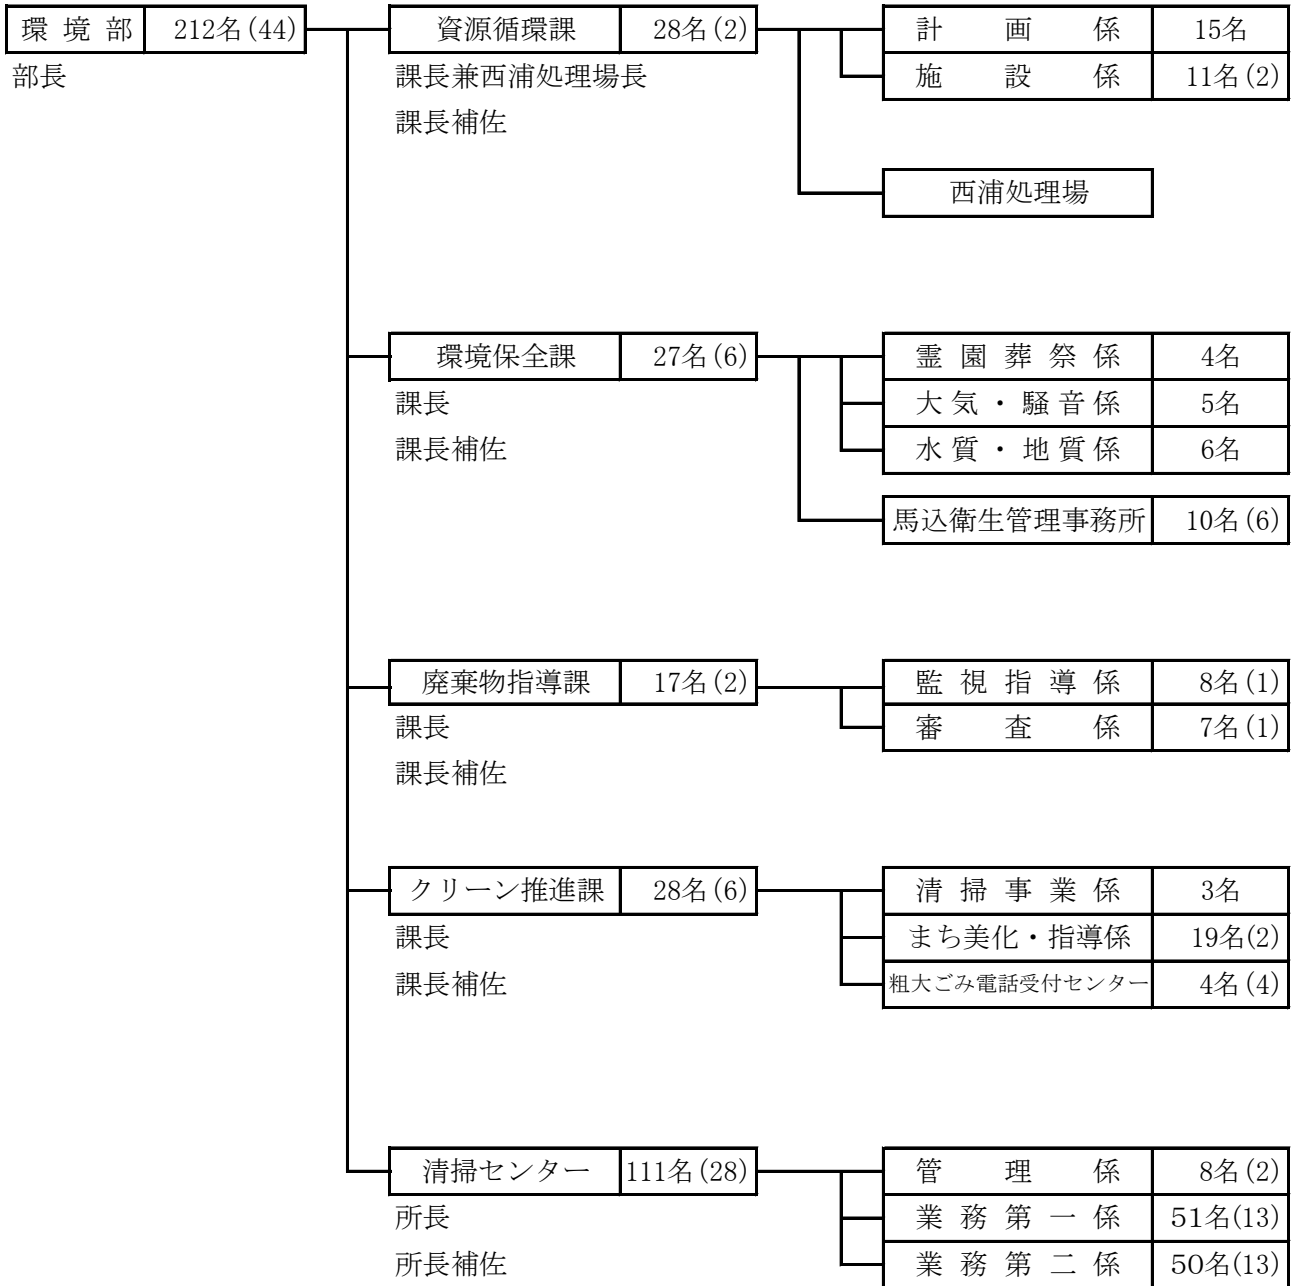 環境部 212名(44) 資源循環課 28名(2) 計画係 15名
部長 課長兼西浦処理場長 施設係 11名(2)
課長補佐
西浦処理場
環境保全課 27名(6) 霊園葬祭係 4名
課長 大気・騒音係 5名
課長補佐 水質・地質係 6名
馬込衛生管理事務所 10名(6)
廃棄物指導課 17名(2) 監視指導係 8名(1)
課長 審査係 7名(1)
課長補佐
クリーン推進課 28名(6) 清掃事業係 3名
課長 まち美化・指導係 19名(2)
課長補佐 粗大ごみ電話受付センター 4名(4)
清掃センター 111名(28) 管理係 8名(2)
所長 業務第一係 51名(13)
所長補佐 業務第二係 50名(13)